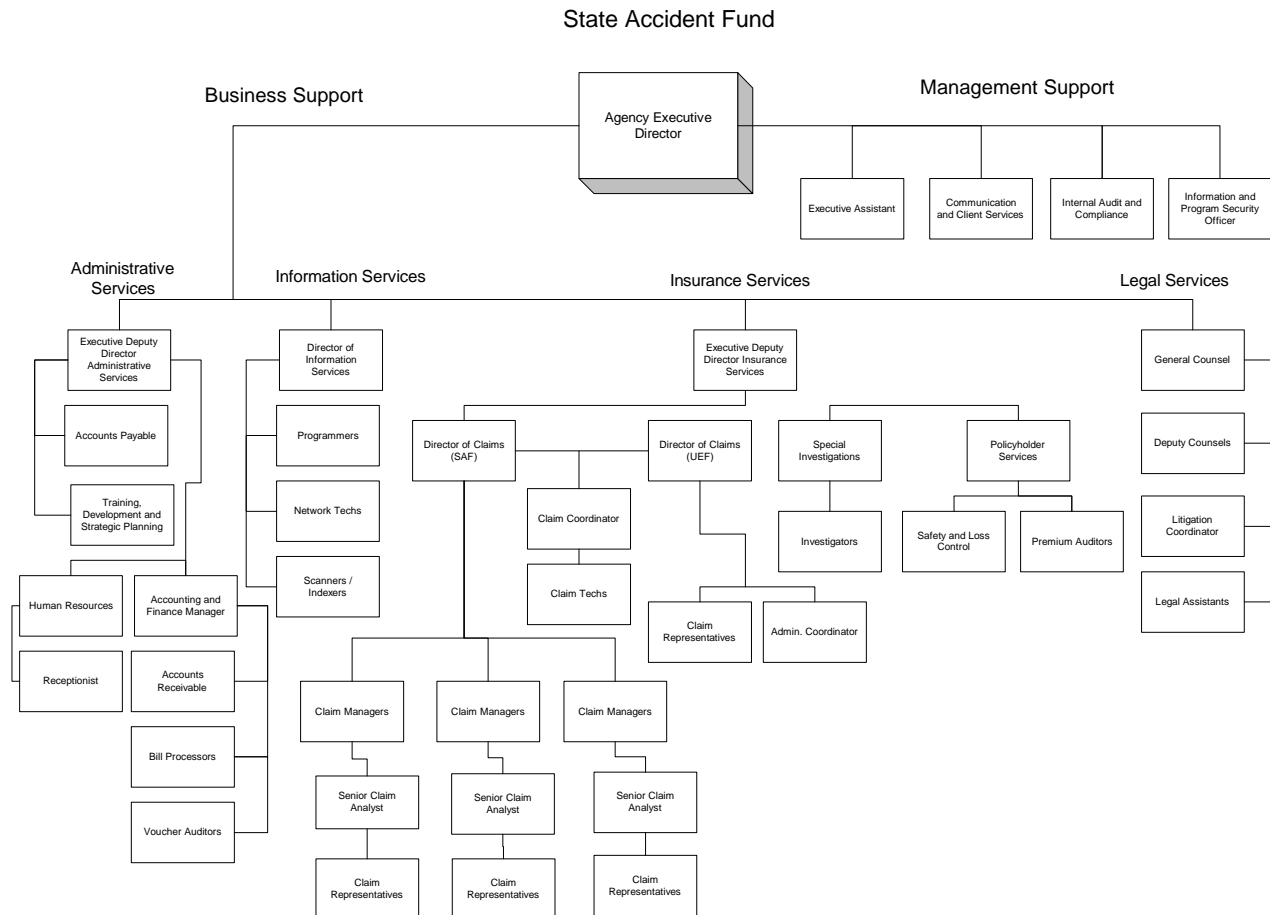 State Accident Fund
Business Support
Management Support
Agency Executive
Director
Executive Assistant
Communication
and Client Services
Internal Audit and
Compliance
Information and
Program Security
Officer
Administrative
Services
Information Services
Insurance Services
Legal Services
Executive Deputy
Director
Administrative
Services
Director of
Information
Services
Executive Deputy
Director Insurance
Services
General Counsel
Accounts Payable
Programmers
Director of Claims
(SAF)
Director of Claims
(UEF)
Special
Investigations
Policyholder
Services
Deputy Counsels
Training,
Development and
Strategic Planning
Network Techs
Claim Coordinator
Investigators
Safety and Loss
Control
Premium Auditors
Litigation
Coordinator
Human Resources
Accounting and
Finance Manager
Scanners /
Indexers
Claim Techs
Claim
Representatives
Admin. Coordinator
Legal Assistants
Receptionist
Accounts
Receivable
Claim Managers
Claim Managers
Claim Managers
Bill Processors
Senior Claim
Analyst
Senior Claim
Analyst
Senior Claim
Analyst
Voucher Auditors
Claim
Representatives
Claim
Representatives
Claim
Representatives